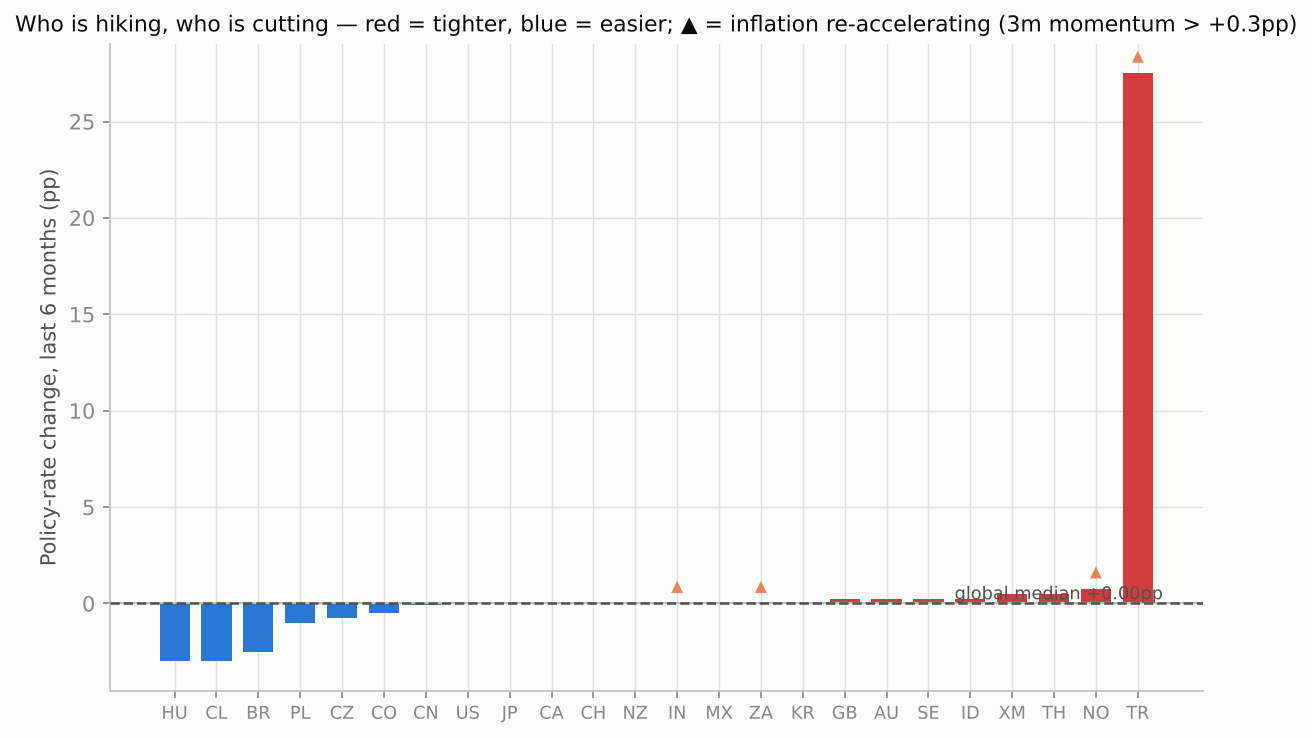 Who is hiking, who is cutting — red = tighter, blue = easier; ▲ = inflation re-accelerating (3m momentum > +0.3pp)
Policy-rate change, last 6 months (pp)
25
20
15
10
5
0
global median +0.00pp
HU CL BR PL CZ CO CN US JP CA CH NZ IN MX ZA KR GB AU SE ID XM TH NO TR